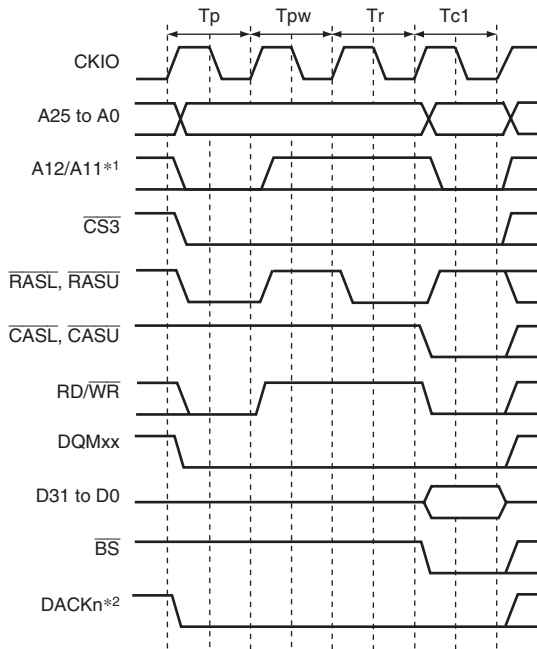 Tp Tpw Tr Tc1
CKIO
A25 to A0
A12/A11*1
CS3
RASL, RASU
CASL, CASU
RD/WR
DQMxx
D31 to D0
BS
DACKn*2